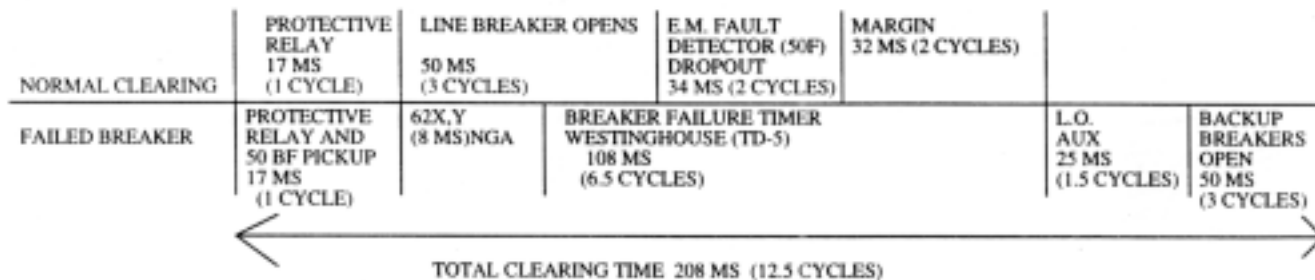 PROTECTIVE
RELAY
17 MS
(1 CYCLE)
LINE BREAKER OPENS
50 MS
(3 CYCLES)
E.M. FAULT
DETECTOR (50F)
DROPOUT
34 MS (2 CYCLES)
MARGIN
32 MS (2 CYCLES)
NORMAL CLEARING
FAILED BREAKER
PROTECTIVE
RELAY AND
50 BF PICKUP
17 MS
(1 CYCLE)
62X,Y
(8 MS)NGA
BREAKER FAILURE TIMER
WESTINGHOUSE (TD-5)
108 MS
(6.5 CYCLES)
L.O.
AUX
25 MS
(1.5 CYCLES)
BACKUP
BREAKERS
OPEN
50 MS
(3 CYCLES)
TOTAL CLEARING TIME 208 MS (12.5 CYCLES)